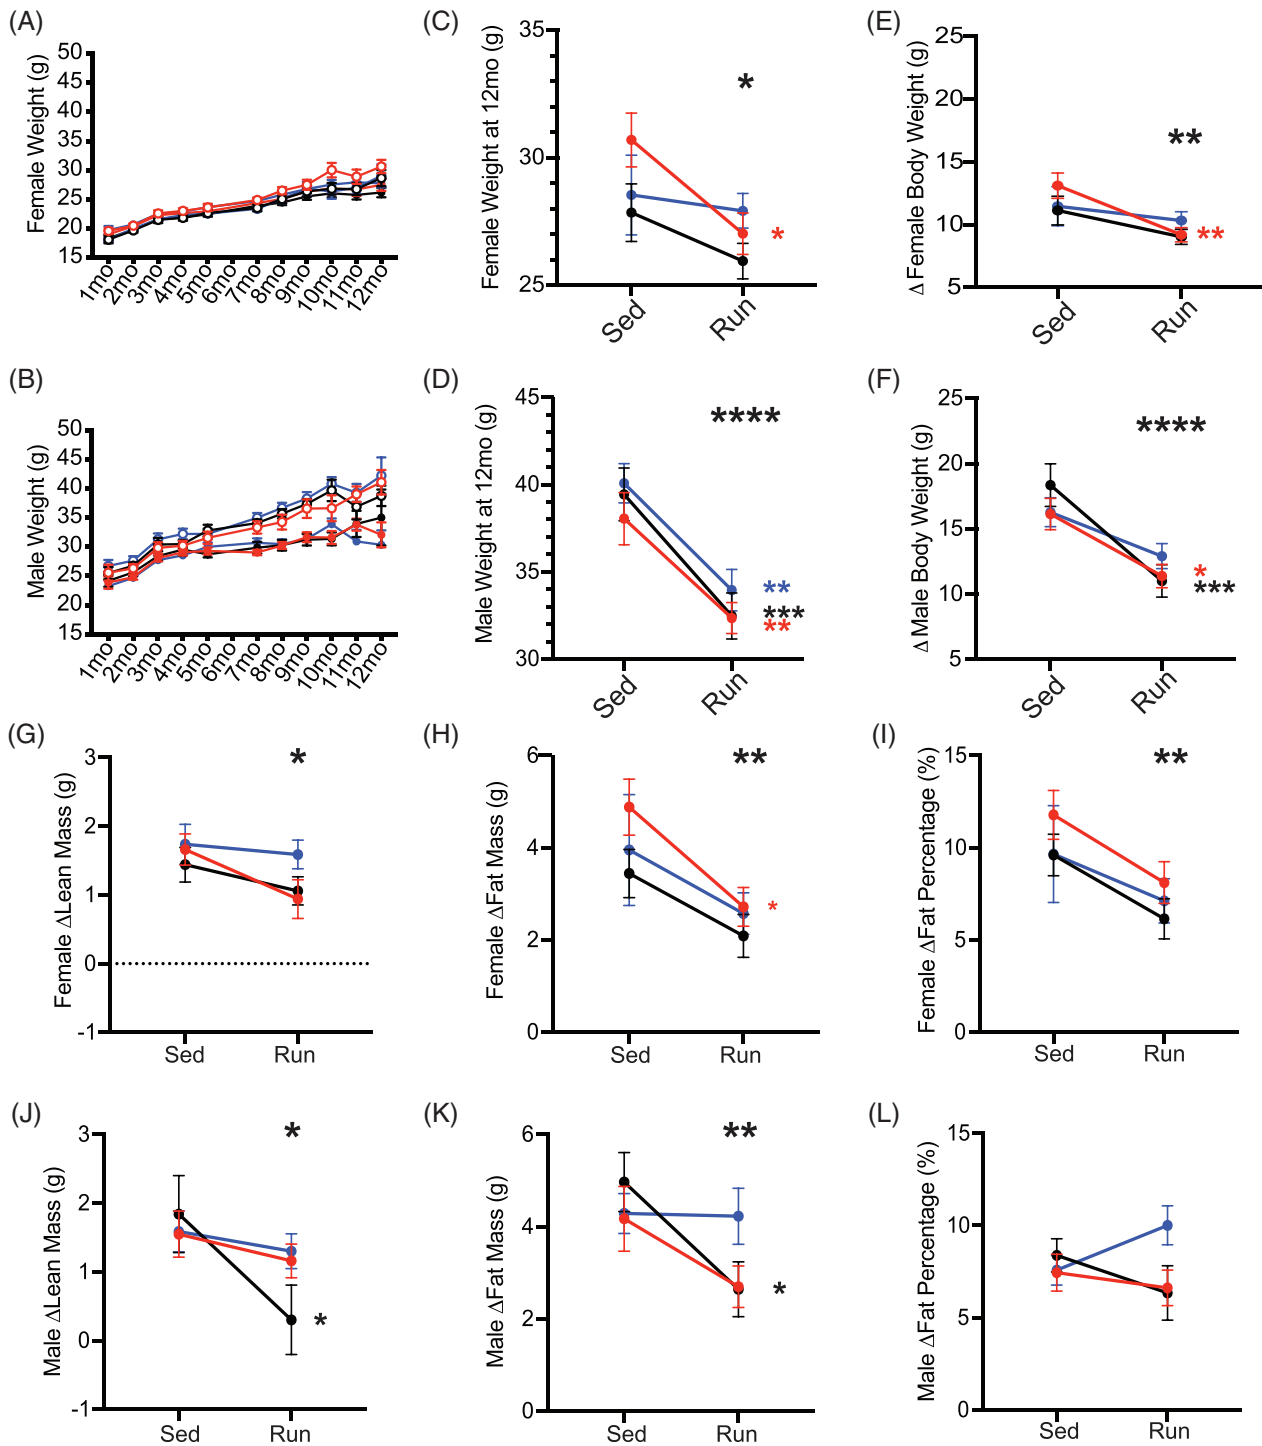 (A)
Female Weight (g)
50
45
40
35
30
25
20
15
1mo
2mo
3mo
4mo
5mo
6mo
7mo
8mo
9mo
10mo
11mo
12mo
(C)
Female Weight at 12mo (g)
35
30
25
*
*
Sed
Run
(E)
Δ Female Body Weight (g)
25
20
15
10
5
**
**
Sed
Run
(B)
Male Weight (g)
50
45
40
35
30
25
20
15
1mo
2mo
3mo
4mo
5mo
6mo
7mo
8mo
9mo
10mo
11mo
12mo
(D)
Male Weight at 12mo (g)
45
40
35
30
****
**
***
**
Sed
Run
(F)
Δ Male Body Weight (g)
25
20
15
10
5
****
*
***
Sed
Run
(G)
Female ΔLean Mass (g)
3
2
1
0
-1
*
Sed
Run
(H)
Female ΔFat Mass (g)
6
4
2
0
**
*
Sed
Run
(I)
Female ΔFat Percentage (%)
15
10
5
0
**
Sed
Run
(J)
Male ΔLean Mass (g)
3
2
1
0
-1
*
*
Sed
Run
(K)
Male ΔFat Mass (g)
6
4
2
0
**
*
Sed
Run
(L)
Male ΔFat Percentage (%)
15
10
5
0
Sed
Run